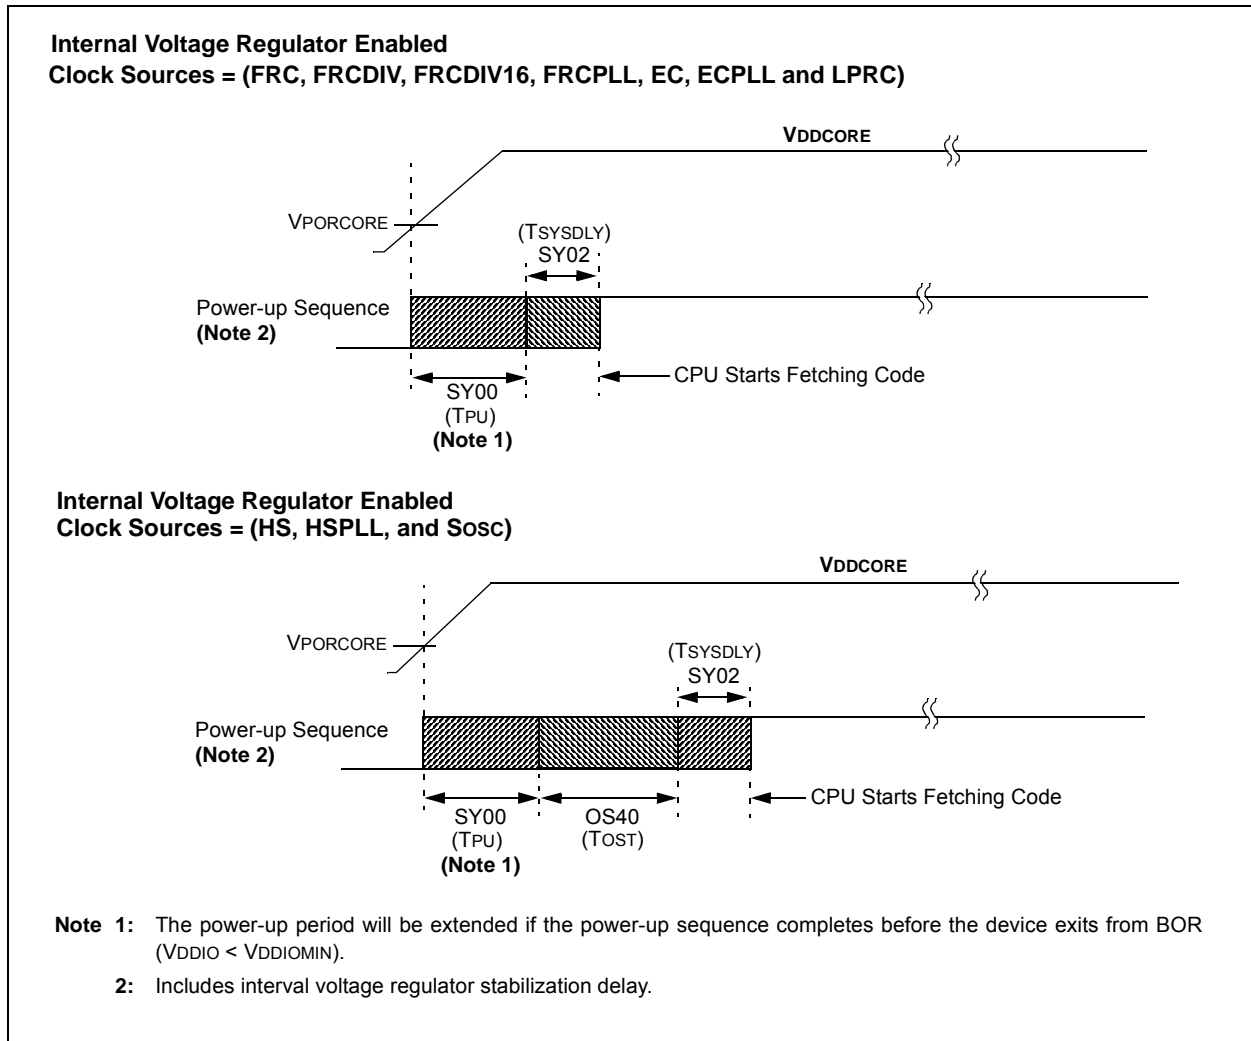 Internal Voltage Regulator Enabled
Clock Sources = (FRC, FRCDIV, FRCDIV16, FRCPLL, EC, ECPLL and LPRC)
VDDCORE
VPORCORE
(TSYSDLY)
SY02
Power-up Sequence
(Note 2)
CPU Starts Fetching Code
SY00
(TPU)
(Note 1)
Internal Voltage Regulator Enabled
Clock Sources = (HS, HSPLL, and SOSC)
VDDCORE
VPORCORE
(TSYSDLY)
SY02
Power-up Sequence
(Note 2)
CPU Starts Fetching Code
SY00
(TPU)
(Note 1)
OS40
(TOST)
Note 1: The power-up period will be extended if the power-up sequence completes before the device exits from BOR
(VDDIO < VDDIOMIN).
2: Includes interval voltage regulator stabilization delay.